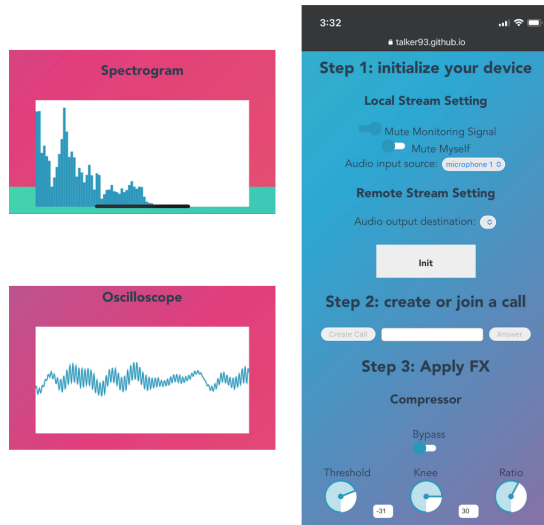 Spectrogram
Oscilloscope
3:32
talker93.github.io
Step 1: initialize your device
Local Stream Setting
Mute Monitoring Signal
Mute Myself
Audio input source: microphone 1
Remote Stream Setting
Audio output destination:
Init
Step 2: create or join a call
Create Call Answer
Step 3: Apply FX
Compressor
Bypass
Threshold Knee Ratio
-31 30